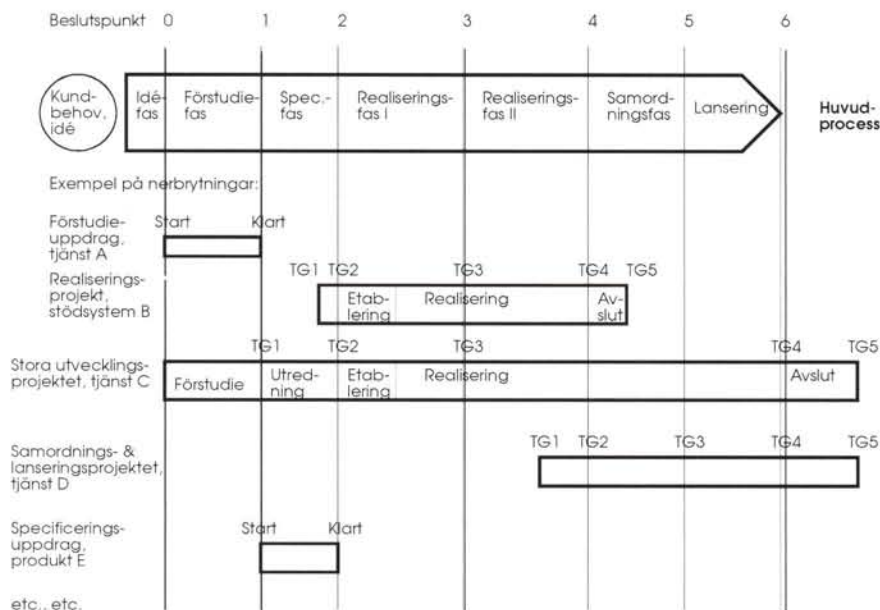 Beslutspunkt 0 1 2 3 4 5 6
Kund-
behov,
idé
Idé-
fas
Förstudie-
fas
Spec.-
fas
Realiserings-
fas I
Realiserings-
fas II
Samord-
ningsfas
Lansering
Huvud-
process
Exempel på nerbrytningar:
Förstudie-
uppdrag,
tjänst A
Start Klart
Realiserings-
projekt,
stödsystem B
TG1 TG2 TG3 TG4 TG5
Etab-
lering
Realisering
Av-
slut
Stora utvecklings-
projektet, tjänst C
TG1 TG2 TG3 TG4 TG5
Förstudie
Utred-
ning
Etab-
lering
Realisering
Avslut
Samordnings- &
lanseringsprojektet,
tjänst D
TG1 TG2 TG3 TG4 TG5
Specificerings-
uppdrag,
produkt E
Start Klart
etc., etc.